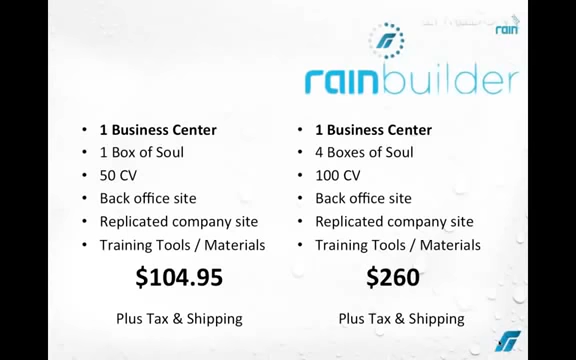 rain
rainbuilder
• 1 Business Center
• 1 Box of Soul
• 50 CV
• Back office site
• Replicated company site
• Training Tools / Materials
$104.95
Plus Tax & Shipping
• 1 Business Center
• 4 Boxes of Soul
• 100 CV
• Back office site
• Replicated company site
• Training Tools / Materials
$260
Plus Tax & Shipping